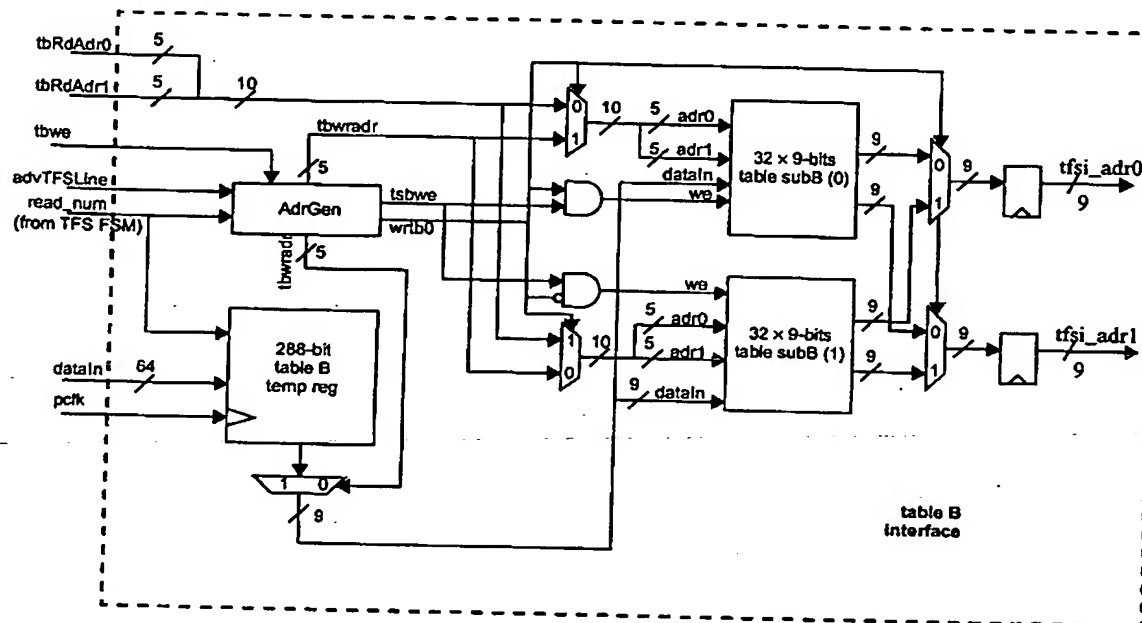 tbRdAdr0
5
tbRdAdr1
5
10
tbwe
advTFSLine
read_num
(from TFS FSM)
tbwradr
5
AdrGen
tsbwe
wrtb0
tbwradr
5
288-bit
table B
temp reg
dataIn
64
pclk
1 0
9
0
1
10
5
adr0
5
adr1
dataIn
we
32 × 9-bits
table subB (0)
9
9
we
5
adr0
5
adr1
9
dataIn
1
0
10
32 × 9-bits
table subB (1)
9
9
0
1
9
tfsi_adr0
9
0
1
9
tfsi_adr1
9
table B
interface